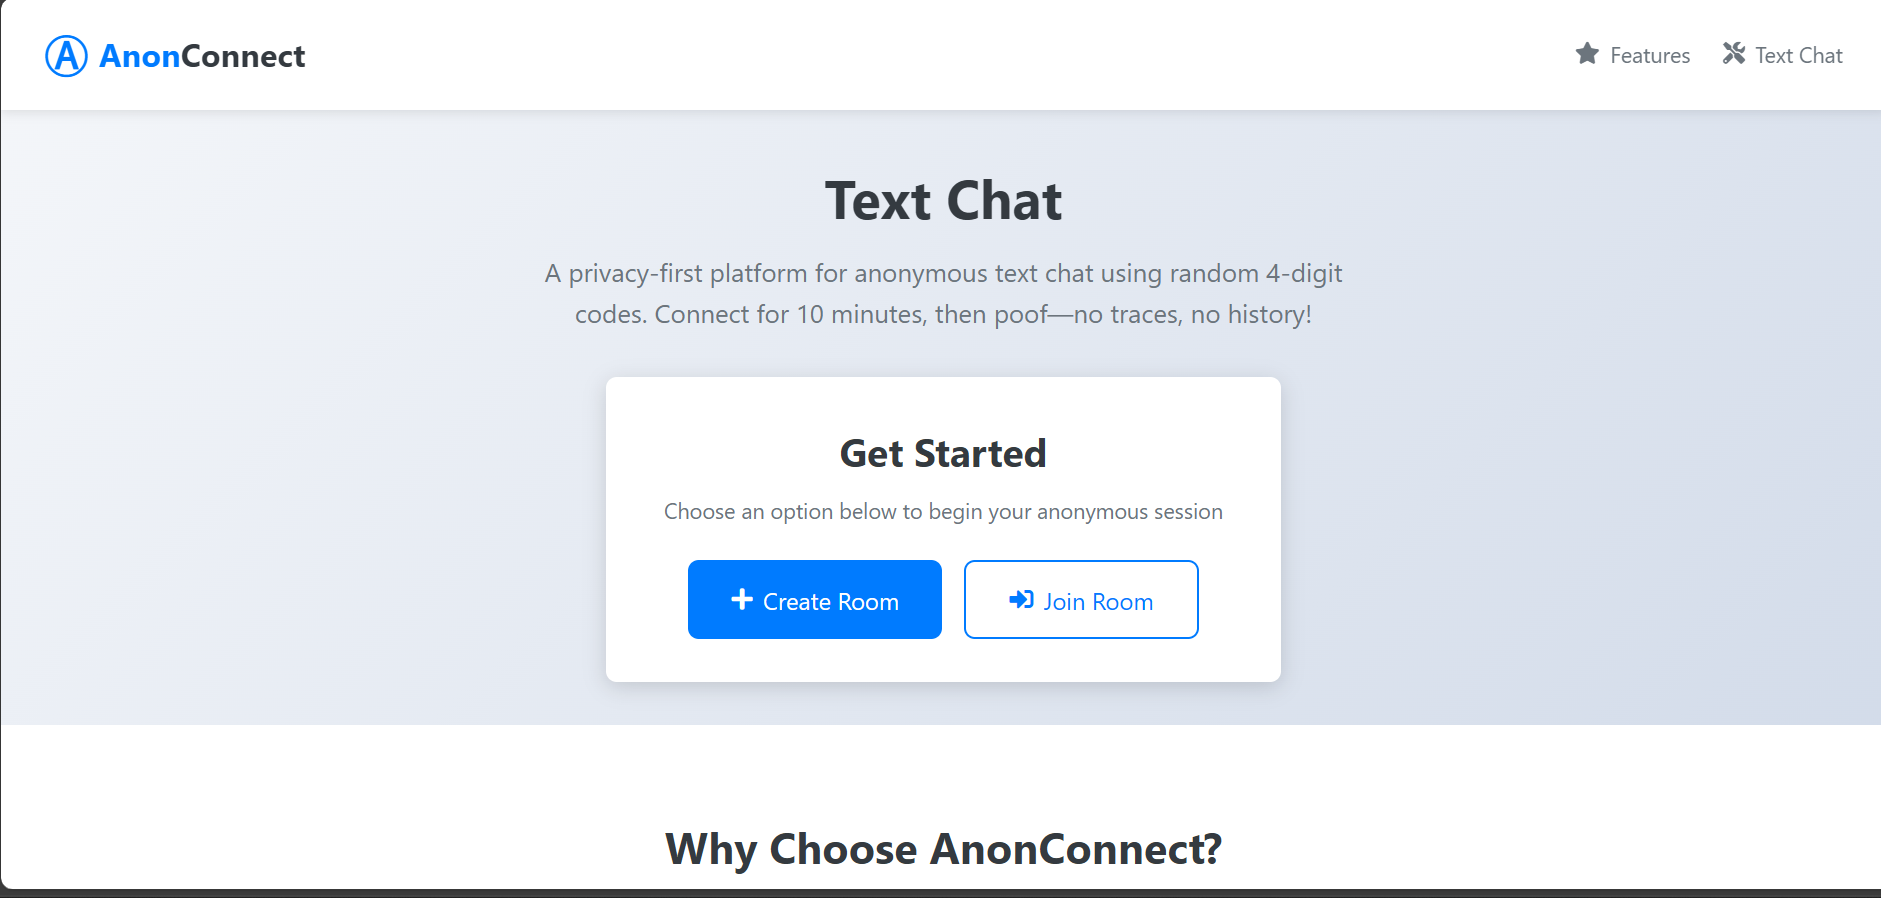 AnonConnect
Features
Text Chat
Text Chat
A privacy-first platform for anonymous text chat using random 4-digit
codes. Connect for 10 minutes, then poof—no traces, no history!
Get Started
Choose an option below to begin your anonymous session
Create Room
Join Room
Why Choose AnonConnect?